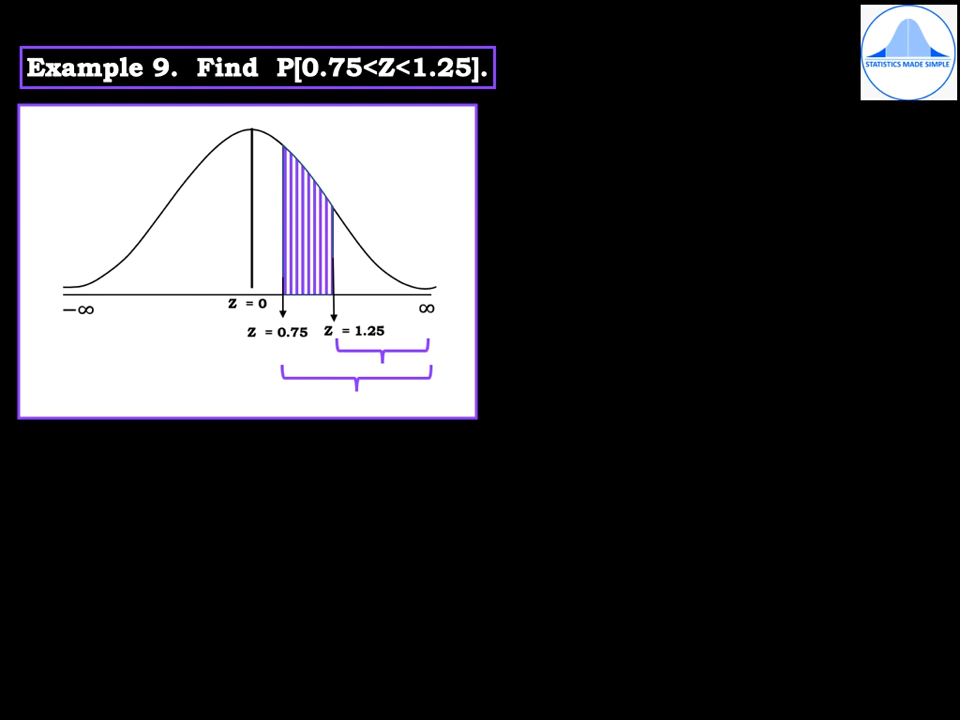 STATISTICS MADE SIMPLE
Example 9. Find P[0.75<Z<1.25].
Z = 0
−∞
∞
Z = 0.75
Z = 1.25